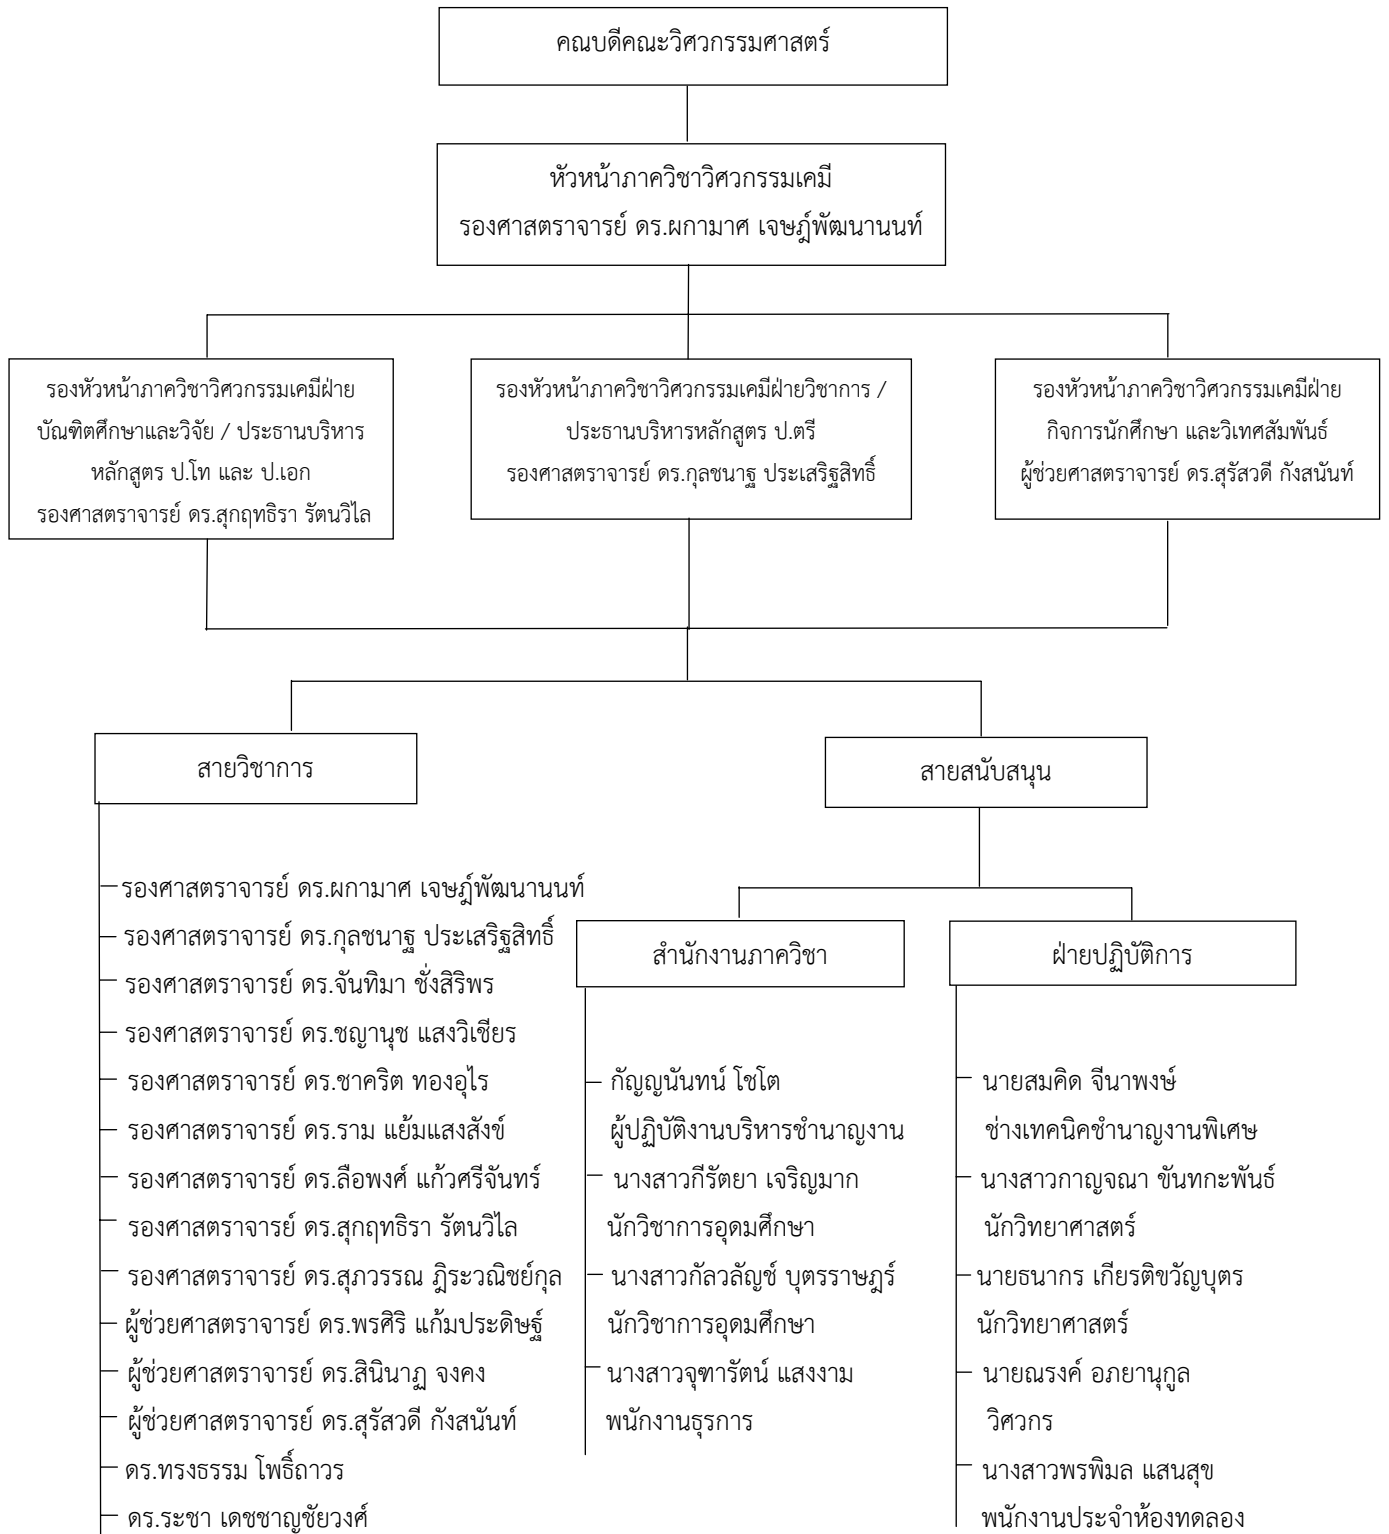 คณบดีคณะวิศวกรรมศาสตร์
หัวหน้าภาควิชาวิศวกรรมเคมี
รองศาสตราจารย์ ดร.ผกามาศ เจษฎ์พัฒนานนท์
รองหัวหน้าภาควิชาวิศวกรรมเคมีฝ่าย
บัณฑิตศึกษาและวิจัย / ประธานบริหาร
หลักสูตร ป.โท และ ป.เอก
รองศาสตราจารย์ ดร.สุกฤทธิรา รัตนวิไล
รองหัวหน้าภาควิชาวิศวกรรมเคมีฝ่ายวิชาการ /
ประธานบริหารหลักสูตร ป.ตรี
รองศาสตราจารย์ ดร.กุลชนาฐ ประเสริฐสิทธิ์
รองหัวหน้าภาควิชาวิศวกรรมเคมีฝ่าย
กิจการนักศึกษา และวิเทศสัมพันธ์
ผู้ช่วยศาสตราจารย์ ดร.สุรัสวดี กังสนันท์
สายวิชาการ
รองศาสตราจารย์ ดร.ผกามาศ เจษฎ์พัฒนานนท์
รองศาสตราจารย์ ดร.กุลชนาฐ ประเสริฐสิทธิ์
รองศาสตราจารย์ ดร.จันทิมา ชั่งสิริพร
รองศาสตราจารย์ ดร.ชญานุช แสงวิเชียร
รองศาสตราจารย์ ดร.ชาคริต ทองอุไร
รองศาสตราจารย์ ดร.ราม แย้มแสงสังข์
รองศาสตราจารย์ ดร.ลือพงศ์ แก้วศรีจันทร์
รองศาสตราจารย์ ดร.สุกฤทธิรา รัตนวิไล
รองศาสตราจารย์ ดร.สุภวรรณ ฎิระวณิชย์กุล
ผู้ช่วยศาสตราจารย์ ดร.พรศิริ แก้มประดิษฐ์
ผู้ช่วยศาสตราจารย์ ดร.สินินาฏ จงคง
ผู้ช่วยศาสตราจารย์ ดร.สุรัสวดี กังสนันท์
ดร.ทรงธรรม โพธิ์ถาวร
ดร.ระชา เดชชาญชัยวงศ์
สายสนับสนุน
สำนักงานภาควิชา
กัญญนันทน์ โชโต
ผู้ปฏิบัติงานบริหารชำนาญงาน
นางสาวกีรัตยา เจริญมาก
นักวิชาการอุดมศึกษา
นางสาวกัลวลัญช์ บุตรราษฎร์
นักวิชาการอุดมศึกษา
นางสาวจุฑารัตน์ แสงงาม
พนักงานธุรการ
ฝ่ายปฏิบัติการ
นายสมคิด จีนาพงษ์
ช่างเทคนิคชำนาญงานพิเศษ
นางสาวกาญจณา ขันทกะพันธ์
นักวิทยาศาสตร์
นายธนากร เกียรติขวัญบุตร
นักวิทยาศาสตร์
นายณรงค์ อภยานุกูล
วิศวกร
นางสาวพรพิมล แสนสุข
พนักงานประจำห้องทดลอง